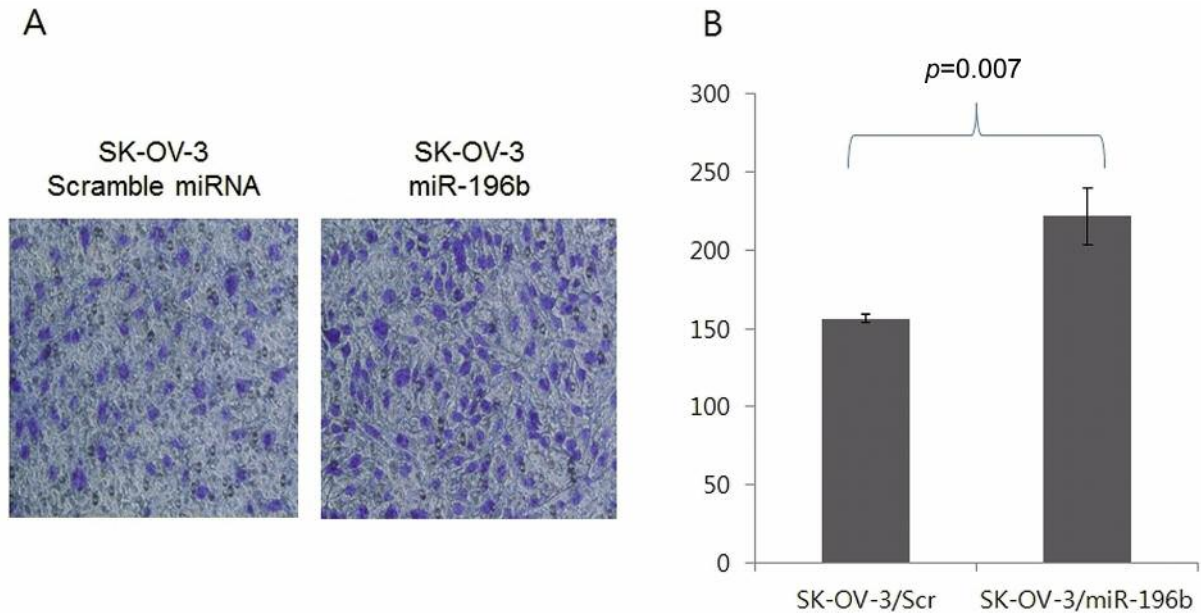 A
SK-OV-3
Scramble miRNA
SK-OV-3
miR-196b
B
p=0.007
300
250
200
150
100
50
0
SK-OV-3/Scr
SK-OV-3/miR-196b